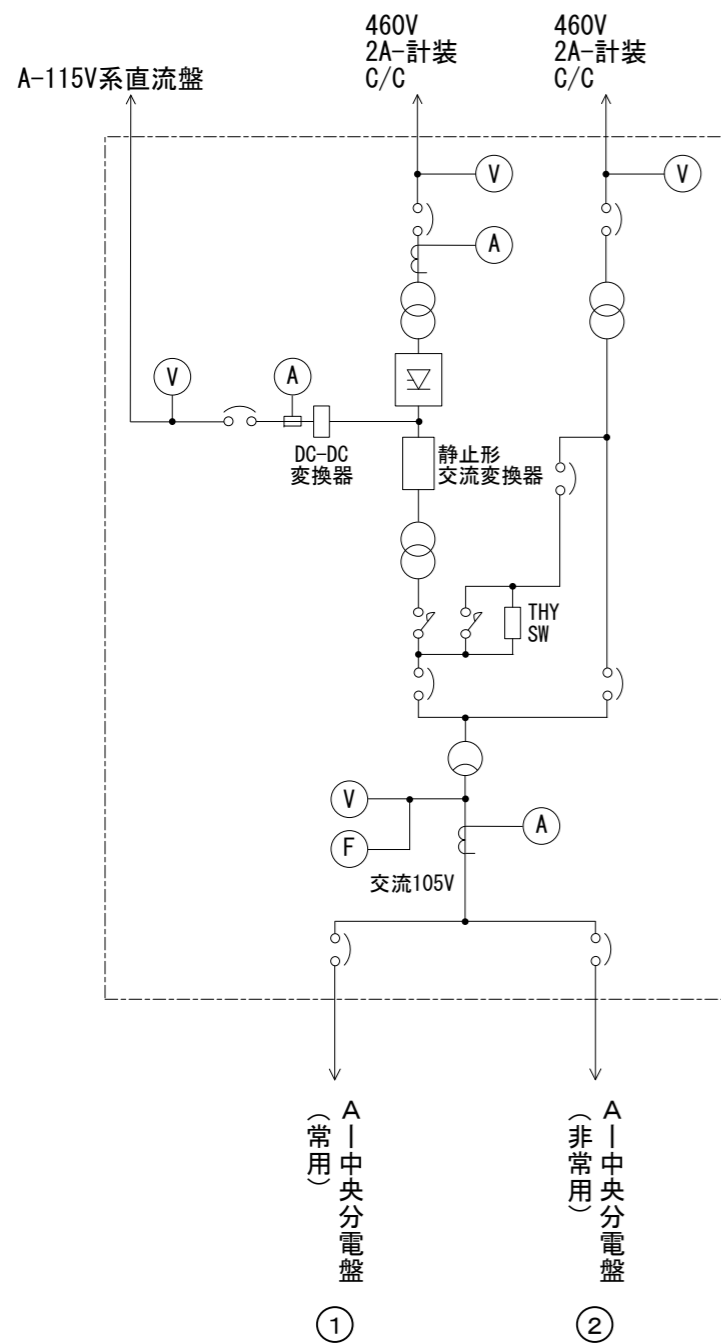 A-115V系直流盤
460V
2A-計装
C/C
460V
2A-計装
C/C
V
V
A
V
A
DC-DC
変換器
静止形
交流変換器
THY
SW
V
A
F
交流105V
A-中央分電盤
(常用)
A-中央分電盤
(非常用)
①
②